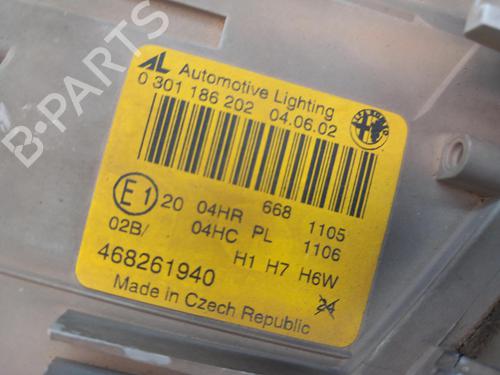 B-PARTS
AL Automotive Lighting
0 301 186 202 04.06.02
E1 20 04HR 668 1105
02B/ 04HC PL 1106
H1 H7 H6W
468261940
24
Made in Czech Republic